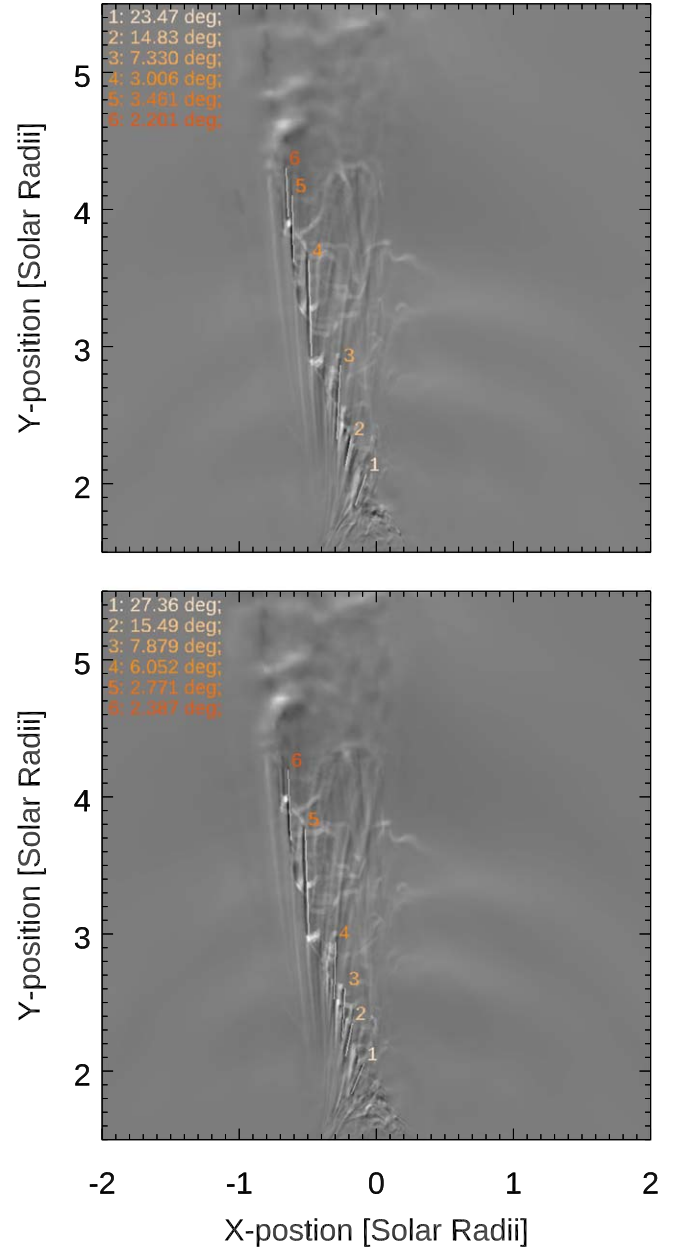 1: 23.47 deg;
2: 14.83 deg;
3: 7.330 deg;
4: 3.006 deg;
5: 3.461 deg;
6: 2.201 deg;
5
4
3
2
Y-position [Solar Radii]
6
5
4
3
2
1
1: 27.36 deg;
2: 15.49 deg;
3: 7.879 deg;
4: 6.052 deg;
5: 2.771 deg;
6: 2.387 deg;
5
4
3
2
Y-position [Solar Radii]
6
5
4
3
2
1
-2 -1 0 1 2
X-postion [Solar Radii]